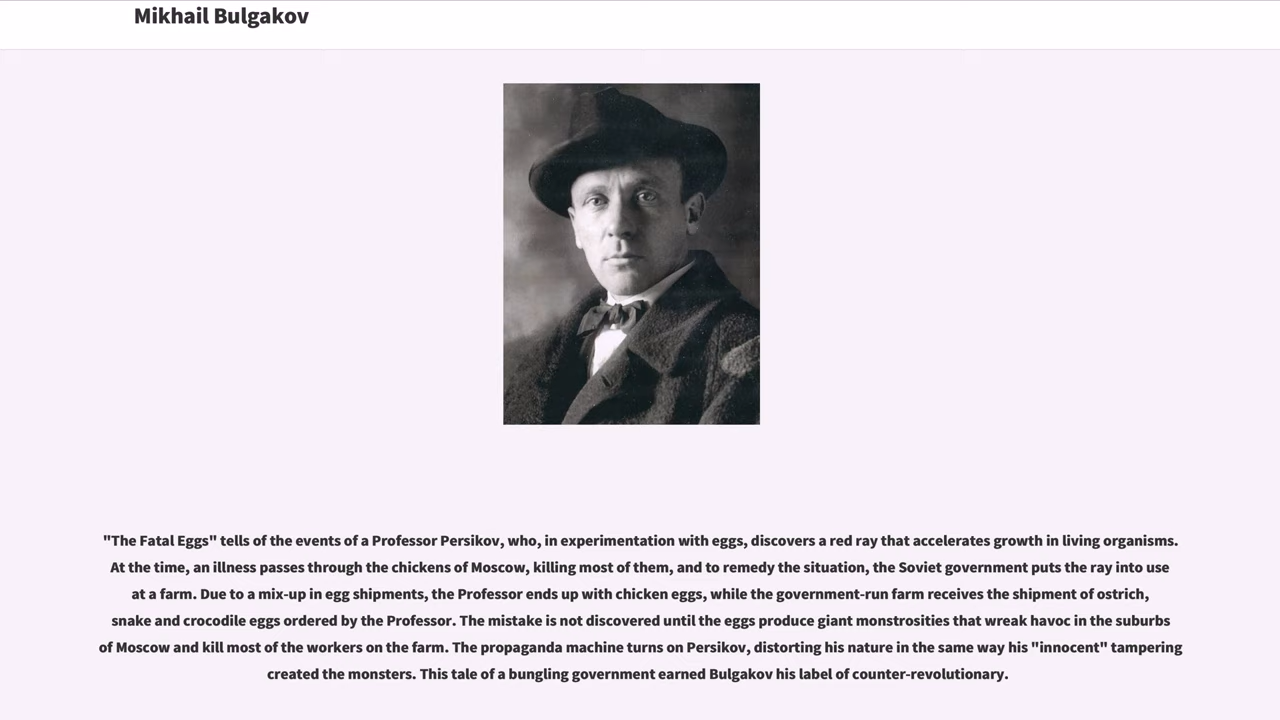 Mikhail Bulgakov
"The Fatal Eggs" tells of the events of a Professor Persikov, who, in experimentation with eggs, discovers a red ray that accelerates growth in living organisms.
At the time, an illness passes through the chickens of Moscow, killing most of them, and to remedy the situation, the Soviet government puts the ray into use
at a farm. Due to a mix-up in egg shipments, the Professor ends up with chicken eggs, while the government-run farm receives the shipment of ostrich,
snake and crocodile eggs ordered by the Professor. The mistake is not discovered until the eggs produce giant monstrosities that wreak havoc in the suburbs
of Moscow and kill most of the workers on the farm. The propaganda machine turns on Persikov, distorting his nature in the same way his "innocent" tampering
created the monsters. This tale of a bungling government earned Bulgakov his label of counter-revolutionary.